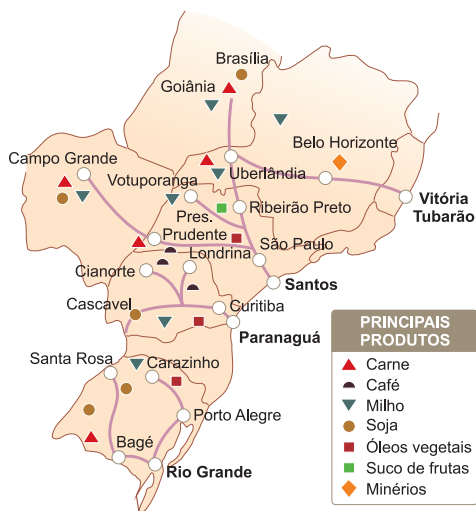 Brasília
Goiânia
Belo Horizonte
Campo Grande
Votuporanga
Uberlândia
Vitória
Tubarão
Pres.
Prudente
Ribeirão Preto
Londrina
São Paulo
Cianorte
Santos
Cascavel
Curitiba
Paranaguá
Santa Rosa
Carazinho
Porto Alegre
Bagé
Rio Grande
PRINCIPAIS
PRODUTOS
Carne
Café
Milho
Soja
Óleos vegetais
Suco de frutas
Minérios